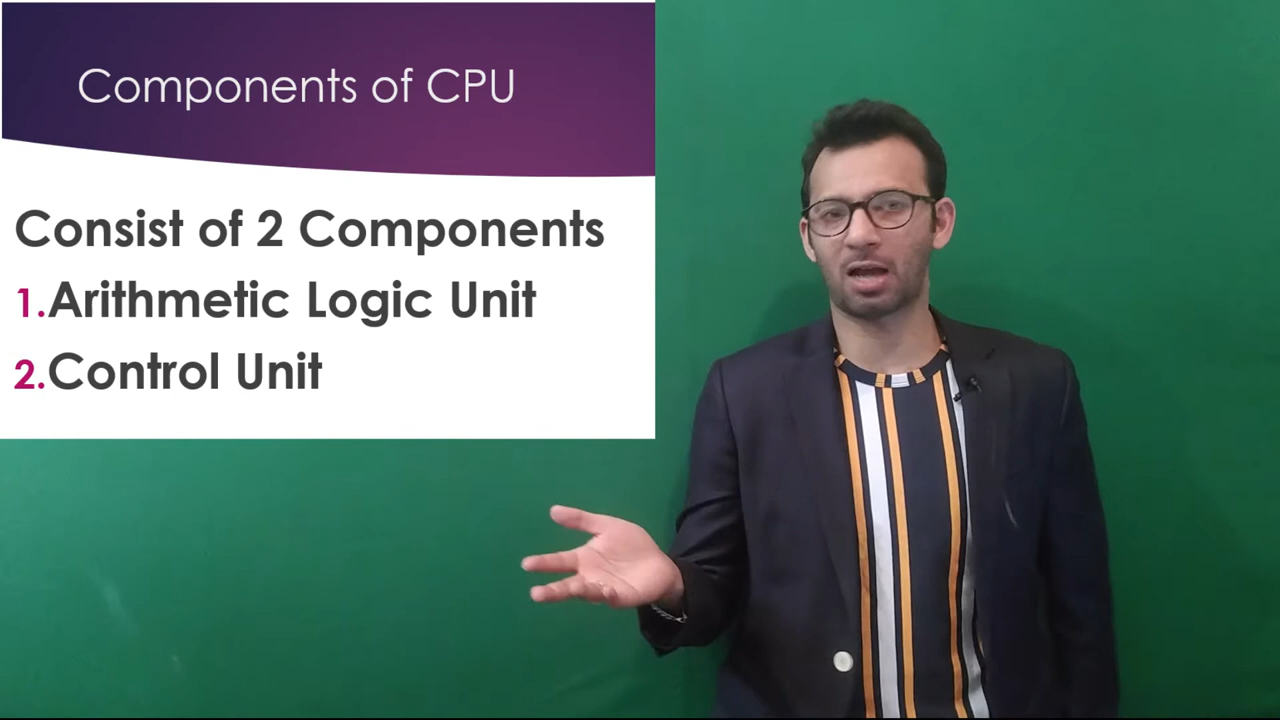 Components of CPU
Consist of 2 Components
1.Arithmetic Logic Unit
2.Control Unit